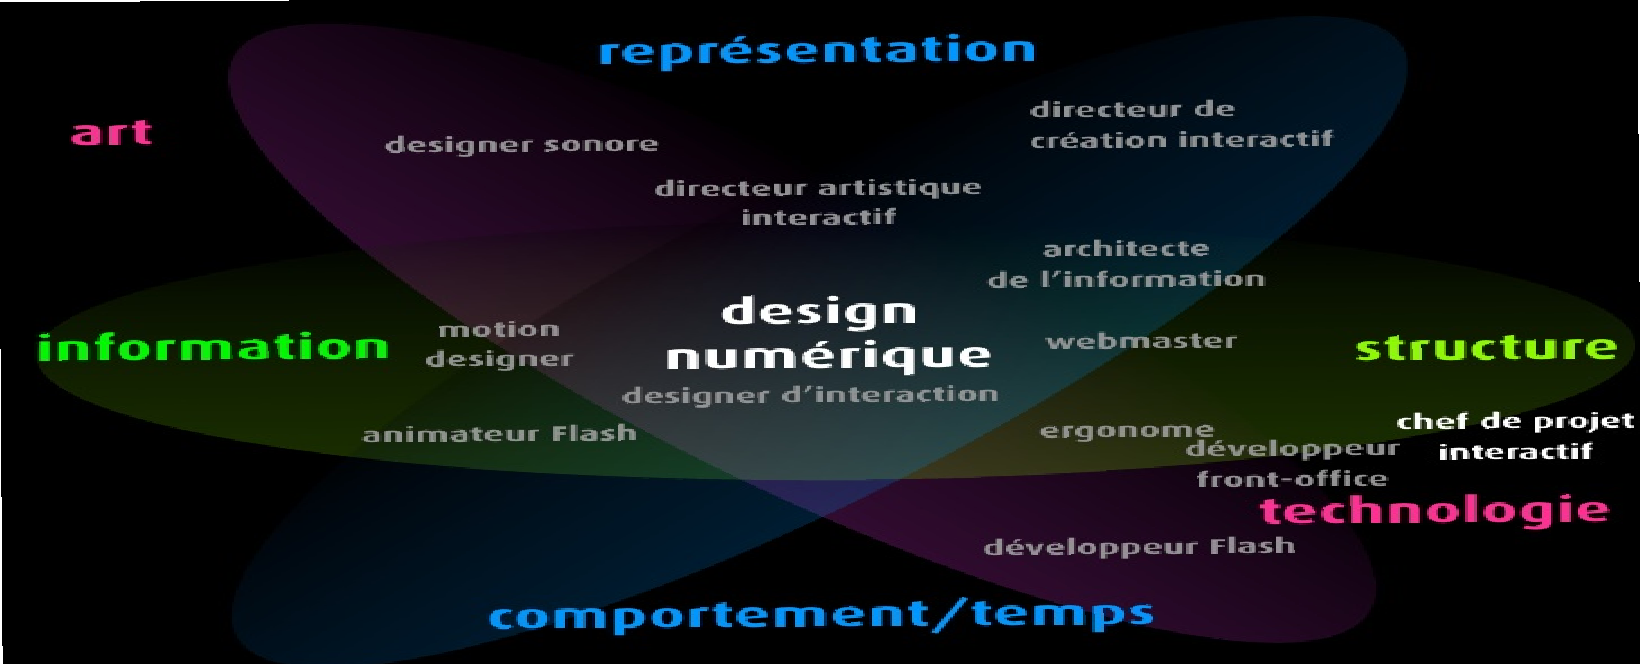 représentation
art
directeur de
création interactif
designer sonore
directeur artistique
interactif
architecte
de l'information
design
numérique
information
motion
designer
webmaster
structure
designer d'interaction
animateur Flash
ergonome
chef de projet
interactif
développeur
front-office
technologie
développeur Flash
comportement/temps